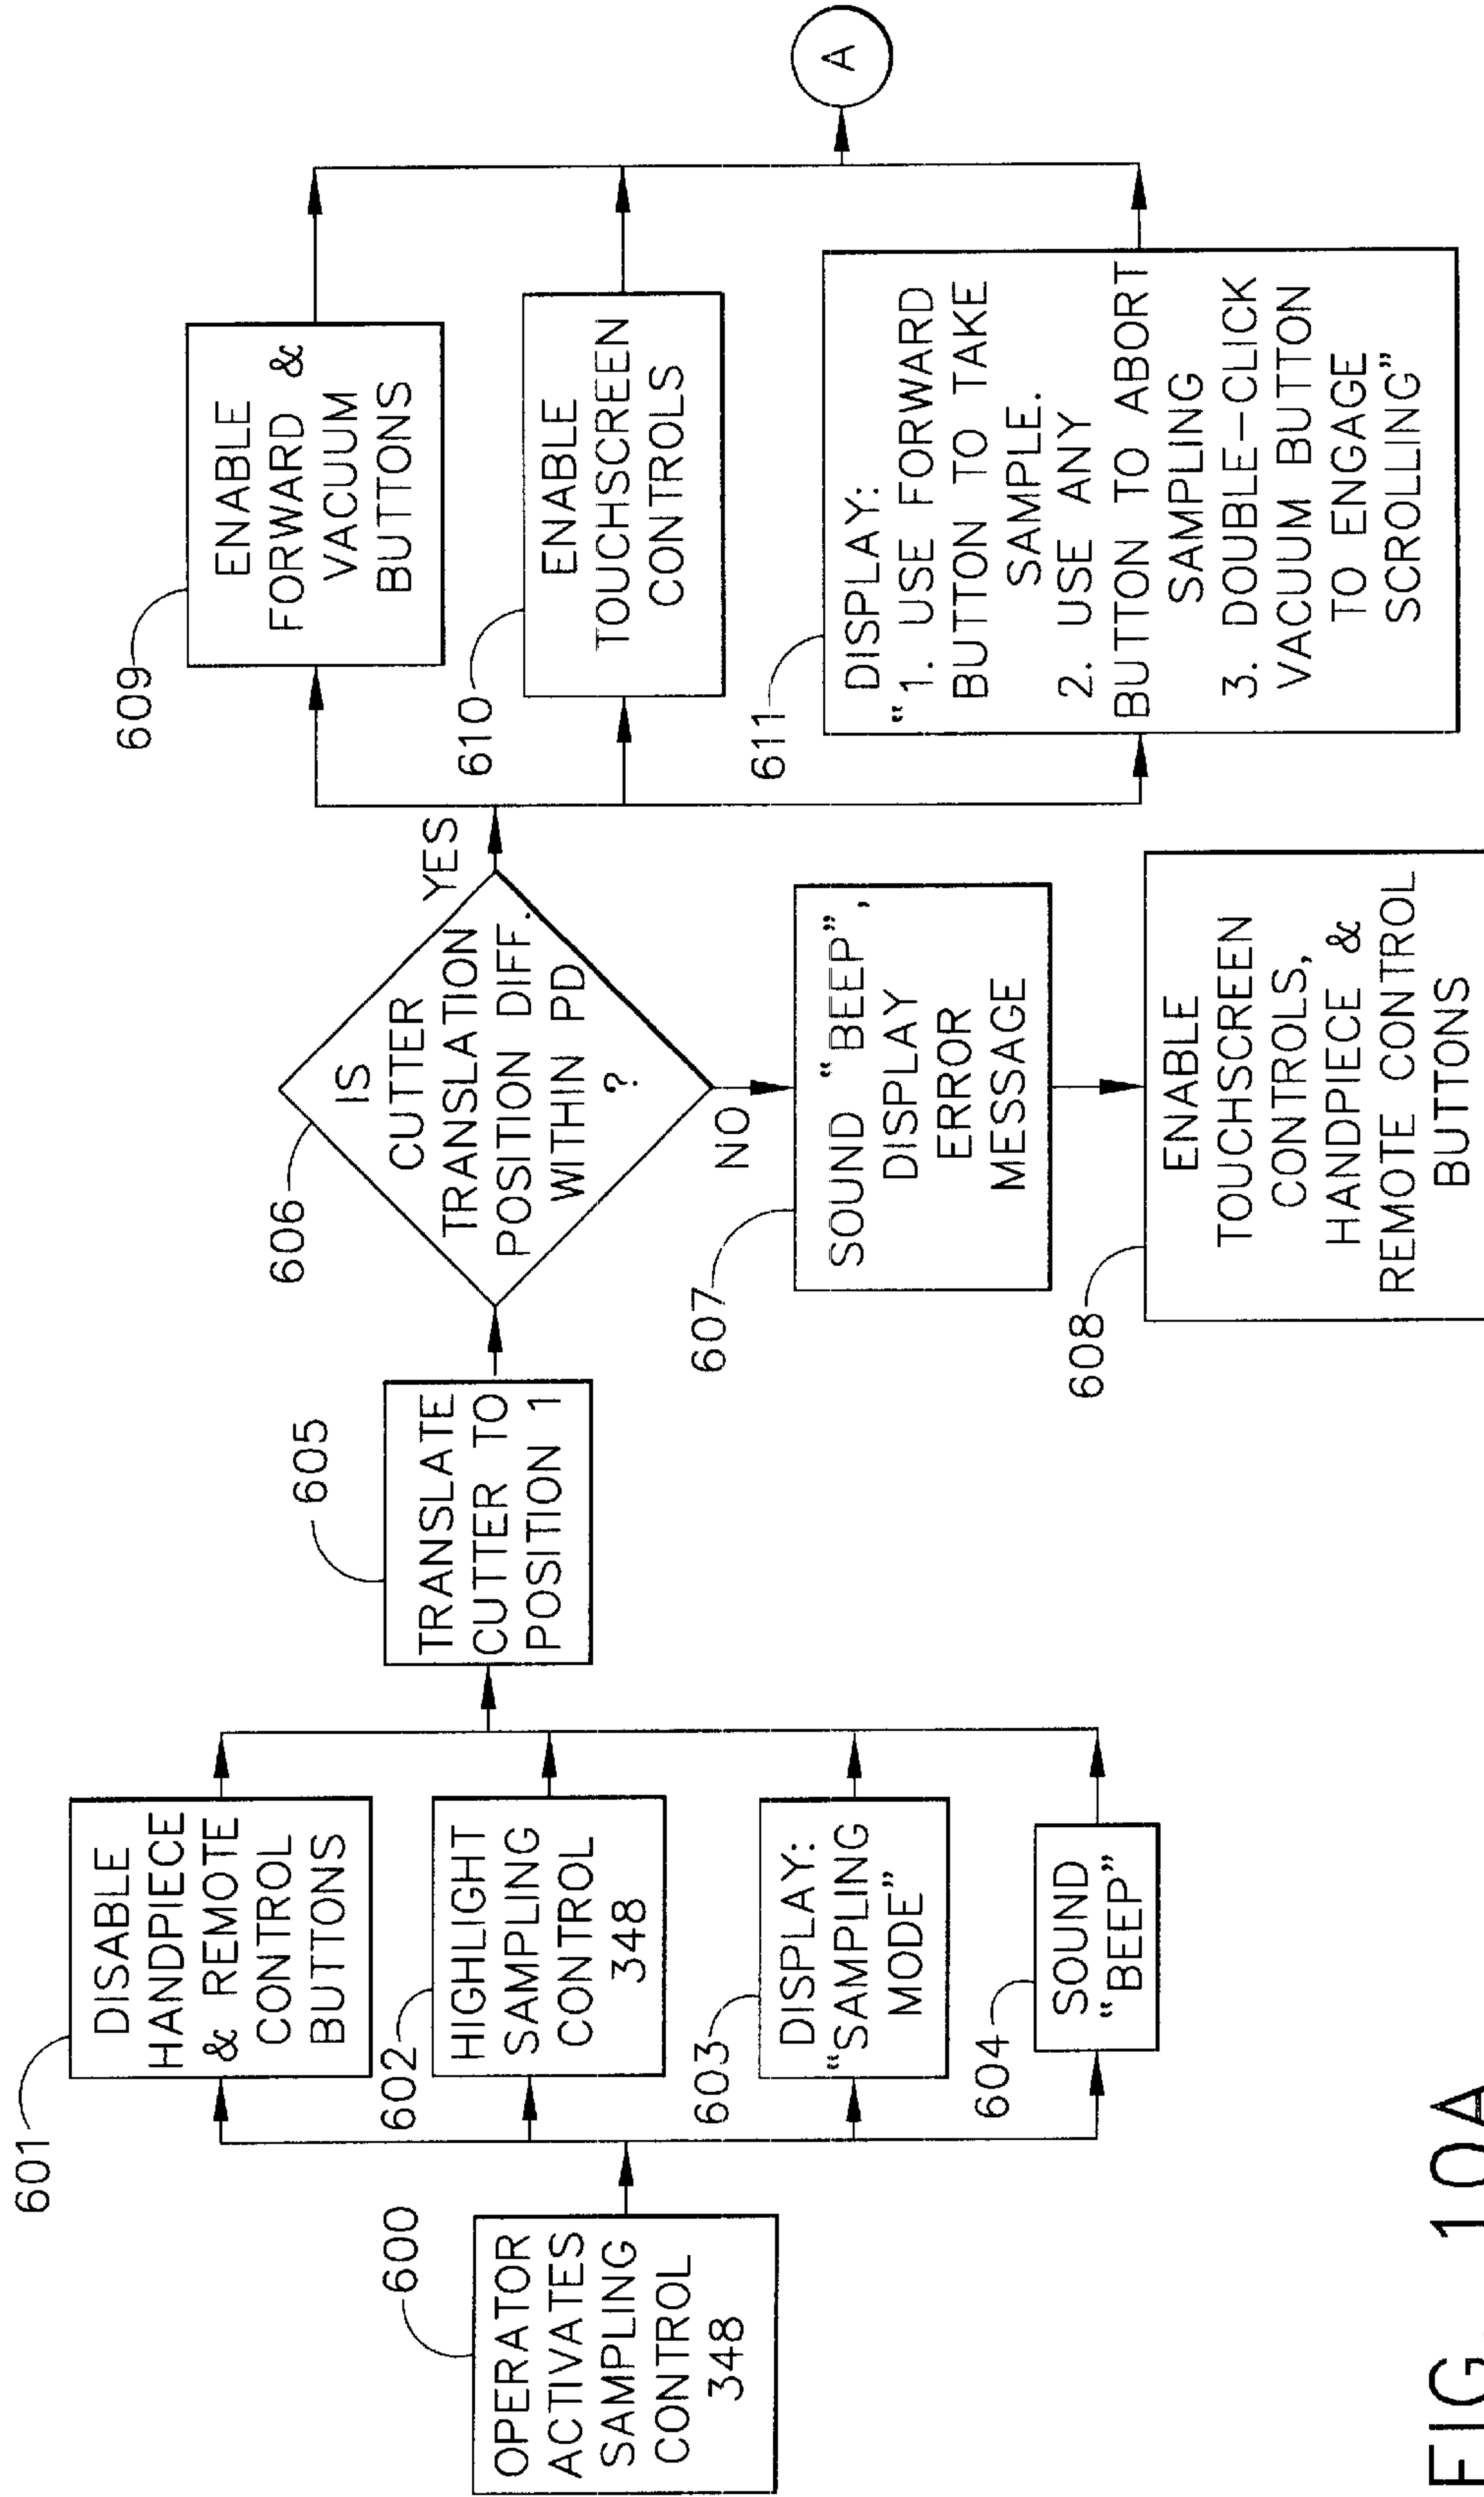 600
OPERATOR
ACTIVATES
SAMPLING
CONTROL
348
601
DISABLE
HANDPIECE
& REMOTE
CONTROL
BUTTONS
602
HIGHLIGHT
SAMPLING
CONTROL
348
603
DISPLAY:
“SAMPLING
MODE”
604
SOUND
“BEEP”
605
TRANSLATE
CUTTER TO
POSITION 1
606
IS
CUTTER
TRANSLATION
POSITION DIFF.
WITHIN PD
?
YES
NO
607
SOUND “BEEP”,
DISPLAY
ERROR
MESSAGE
608
ENABLE
TOUCHSCREEN
CONTROLS,
HANDPIECE &
REMOTE CONTROL
BUTTONS
609
ENABLE
FORWARD &
VACUUM
BUTTONS
610
ENABLE
TOUCHSCREEN
CONTROLS
611
DISPLAY:
“1. USE FORWARD
BUTTON TO TAKE
SAMPLE.
2. USE ANY
BUTTON TO ABORT
SAMPLING
3. DOUBLE-CLICK
VACUUM BUTTON
TO ENGAGE
SCROLLING”
A
FIG. 10A